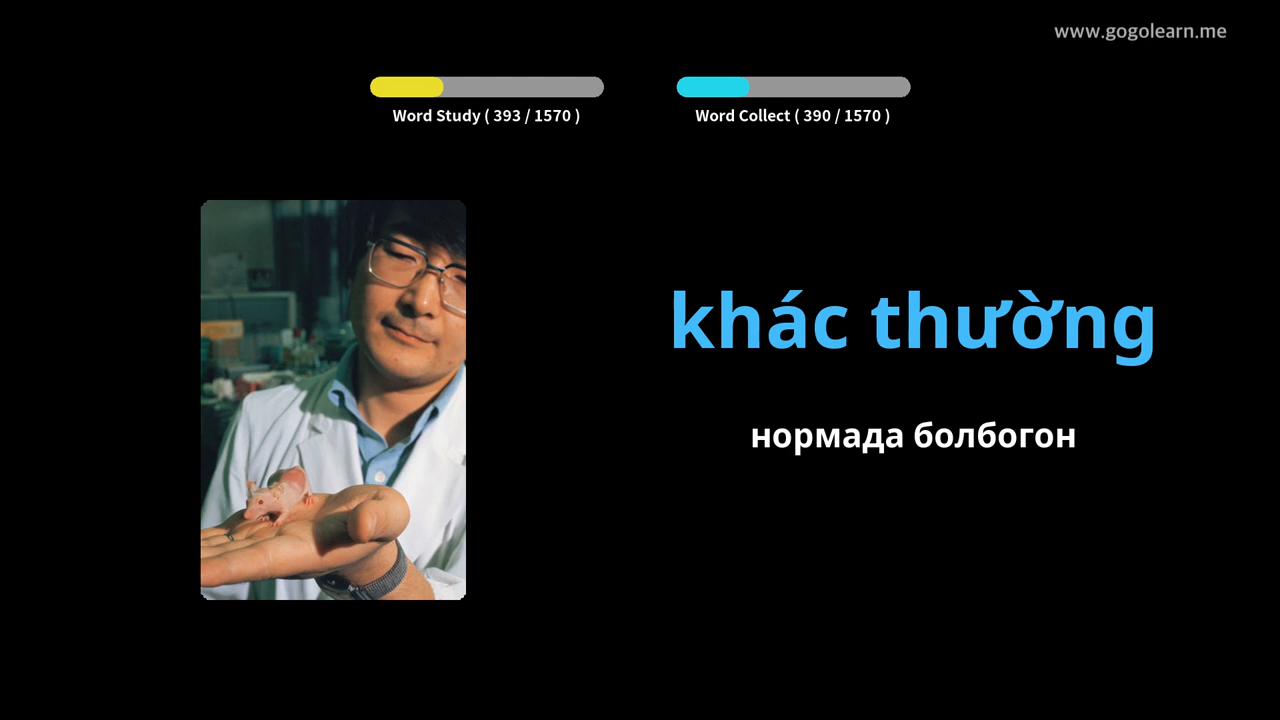 www.gogolearn.me
Word Study ( 393 / 1570 )
Word Collect ( 390 / 1570 )
khác thường
нормада болбогон